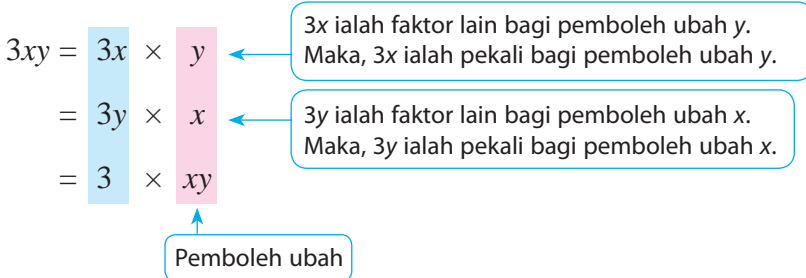 3x ialah faktor lain bagi pemboleh ubah y.
Maka, 3x ialah pekali bagi pemboleh ubah y.
3xy = 3x × y
3y ialah faktor lain bagi pemboleh ubah x.
Maka, 3y ialah pekali bagi pemboleh ubah x.
= 3y × x
= 3 × xy
Pemboleh ubah